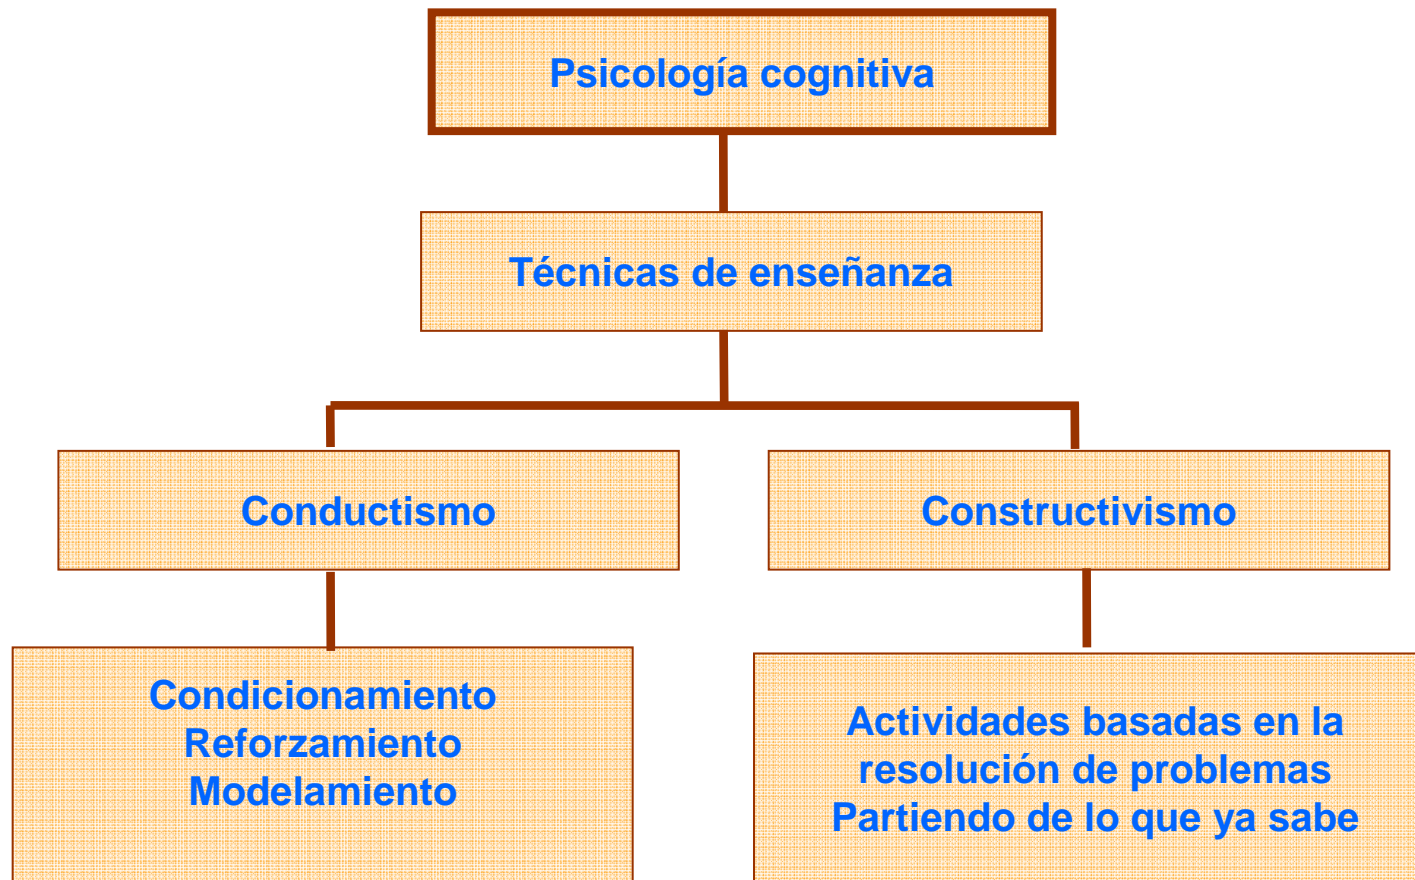 Psicología cognitiva
Técnicas de enseñanza
Conductismo
Constructivismo
Condicionamiento
Reforzamiento
Modelamiento
Actividades basadas en la
resolución de problemas
Partiendo de lo que ya sabe